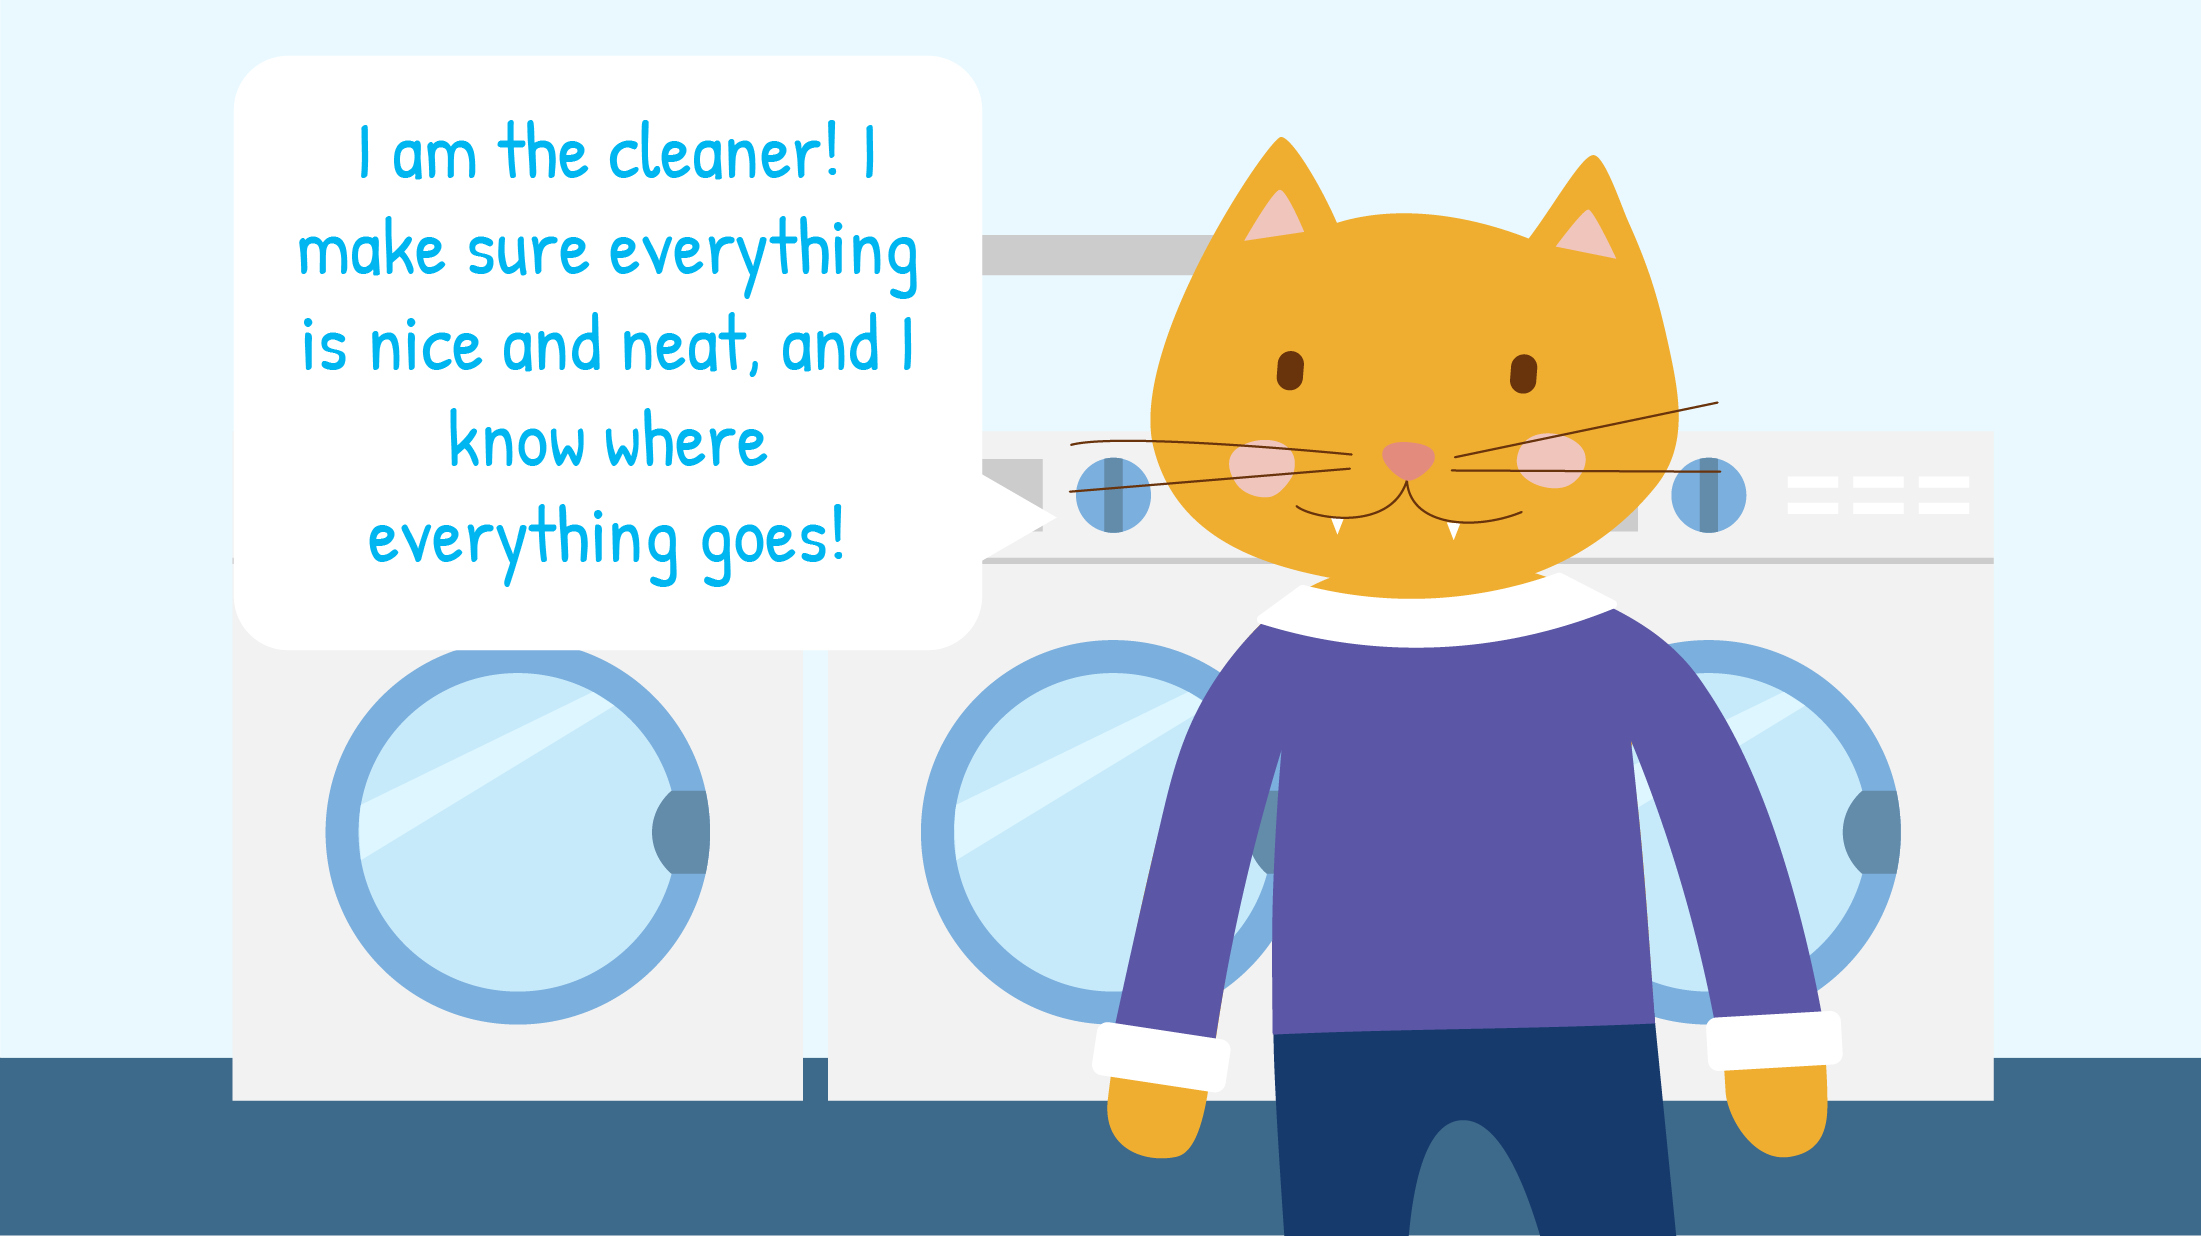 I am the cleaner! I
make sure everything
is nice and neat, and I
know where
everything goes!